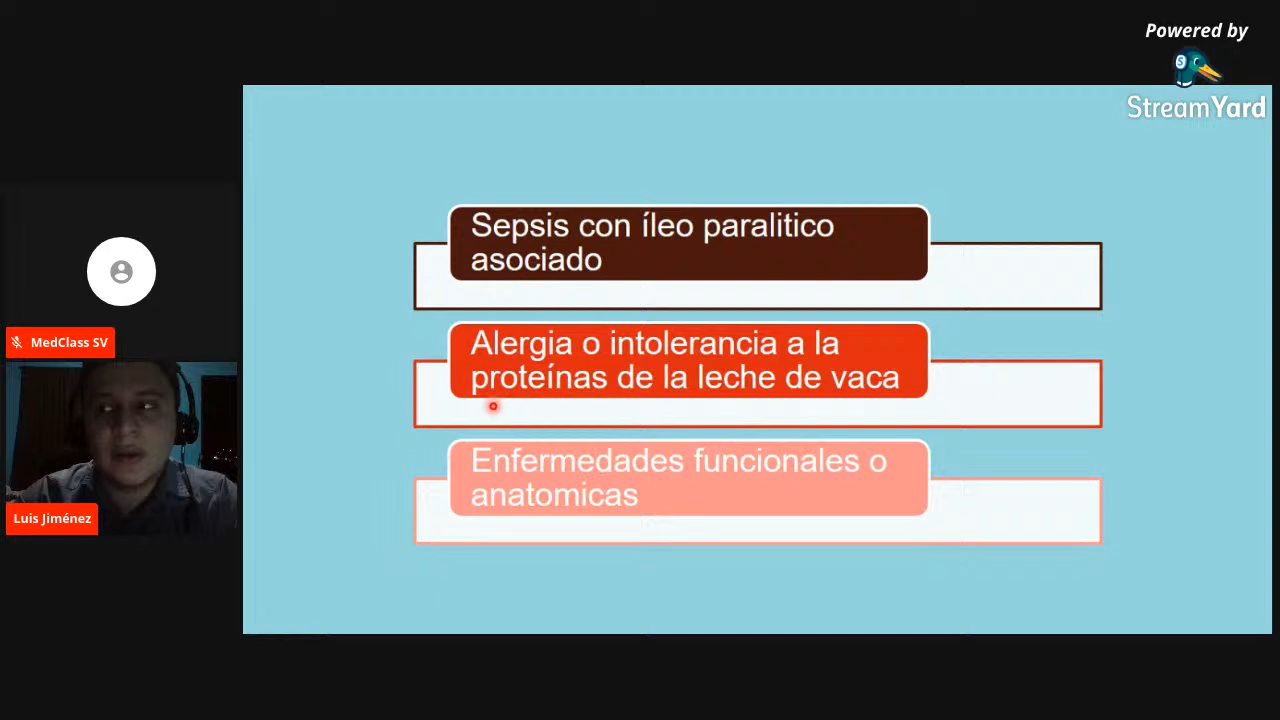 Powered by
StreamYard
Sepsis con íleo paralitico
asociado
Alergia o intolerancia a la
proteínas de la leche de vaca
Enfermedades funcionales o
anatomicas
MedClass SV
Luis Jiménez